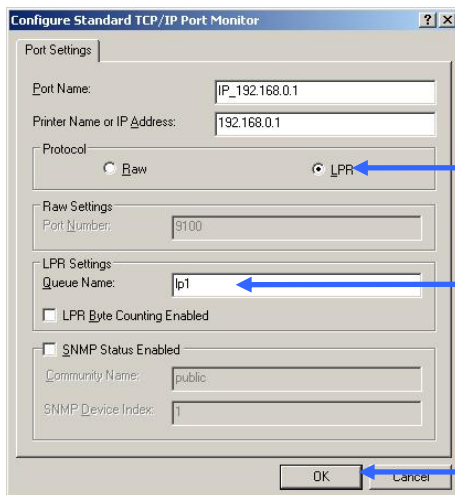 Configure Standard TCP/IP Port Monitor
Port Settings
Port Name: IP_192.168.0.1
Printer Name or IP Address: 192.168.0.1
Protocol
Raw LPR
Raw Settings
Port Number: 9100
LPR Settings
Queue Name: lp1
LPR Byte Counting Enabled
SNMP Status Enabled
Community Name: public
SNMP Device Index: 1
OK Cancel